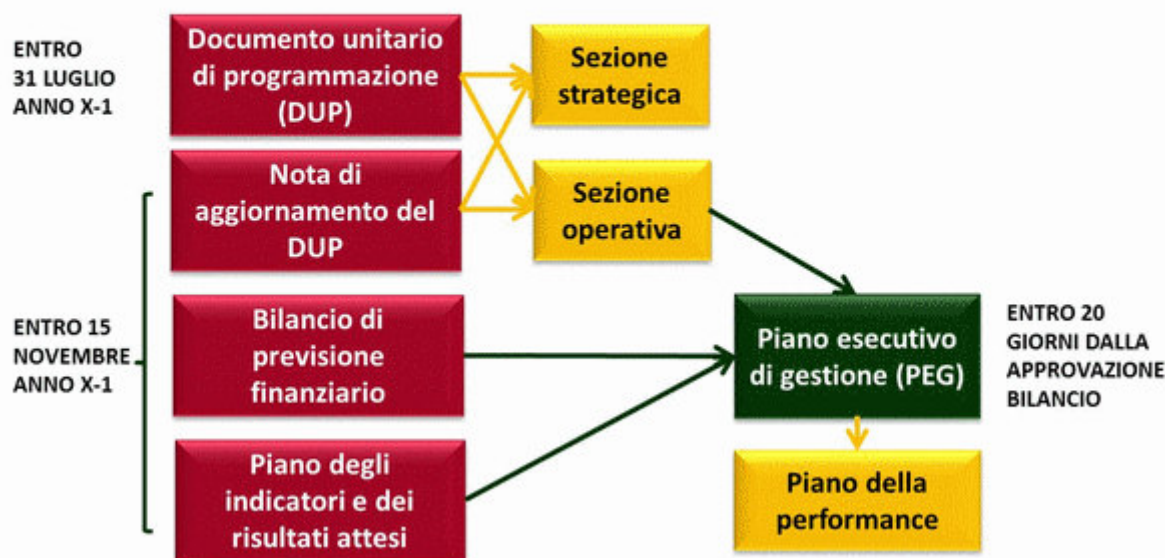 ENTRO
31 LUGLIO
ANNO X-1
Documento unitario
di programmazione
(DUP)
Sezione
strategica
Nota di
aggiornamento del
DUP
Sezione
operativa
ENTRO 15
NOVEMBRE
ANNO X-1
Bilancio di
previsione
finanziario
Piano esecutivo
di gestione (PEG)
ENTRO 20
GIORNI DALLA
APPROVAZIONE
BILANCIO
Piano degli
indicatori e dei
risultati attesi
Piano della
performance